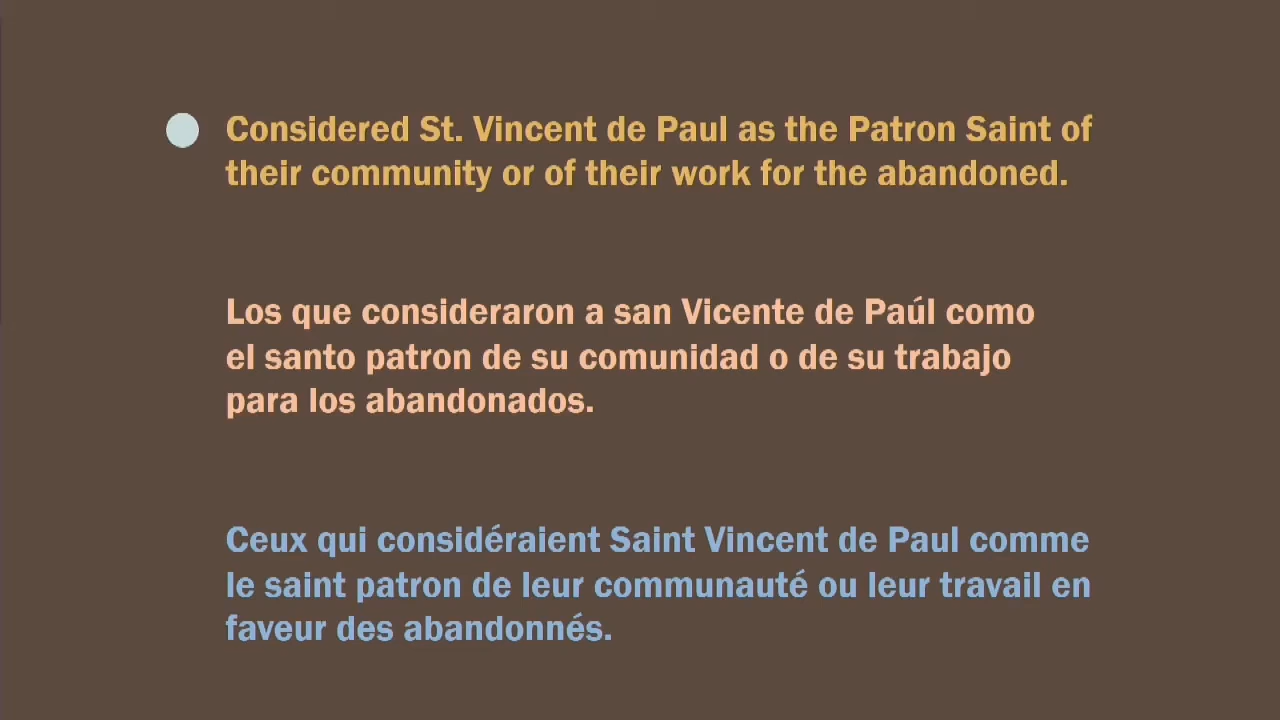 Considered St. Vincent de Paul as the Patron Saint of
their community or of their work for the abandoned.
Los que consideraron a san Vicente de Paúl como
el santo patron de su comunidad o de su trabajo
para los abandonados.
Ceux qui considéraient Saint Vincent de Paul comme
le saint patron de leur communauté ou leur travail en
faveur des abandonnés.